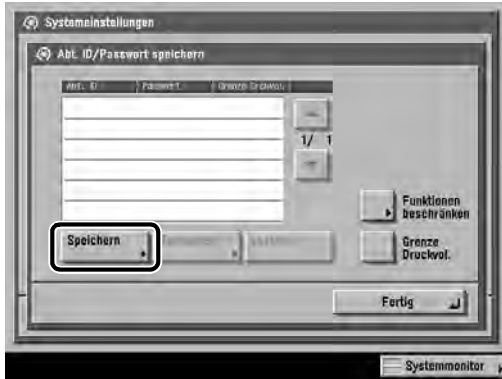 Systemeinstellungen
Abt. ID/Passwort speichern
Abt. ID Passwort Grenze Druckvol.
1/ 1
Funktionen
beschränken
Speichern
Grenze
Druckvol.
Fertig
Systemmonitor